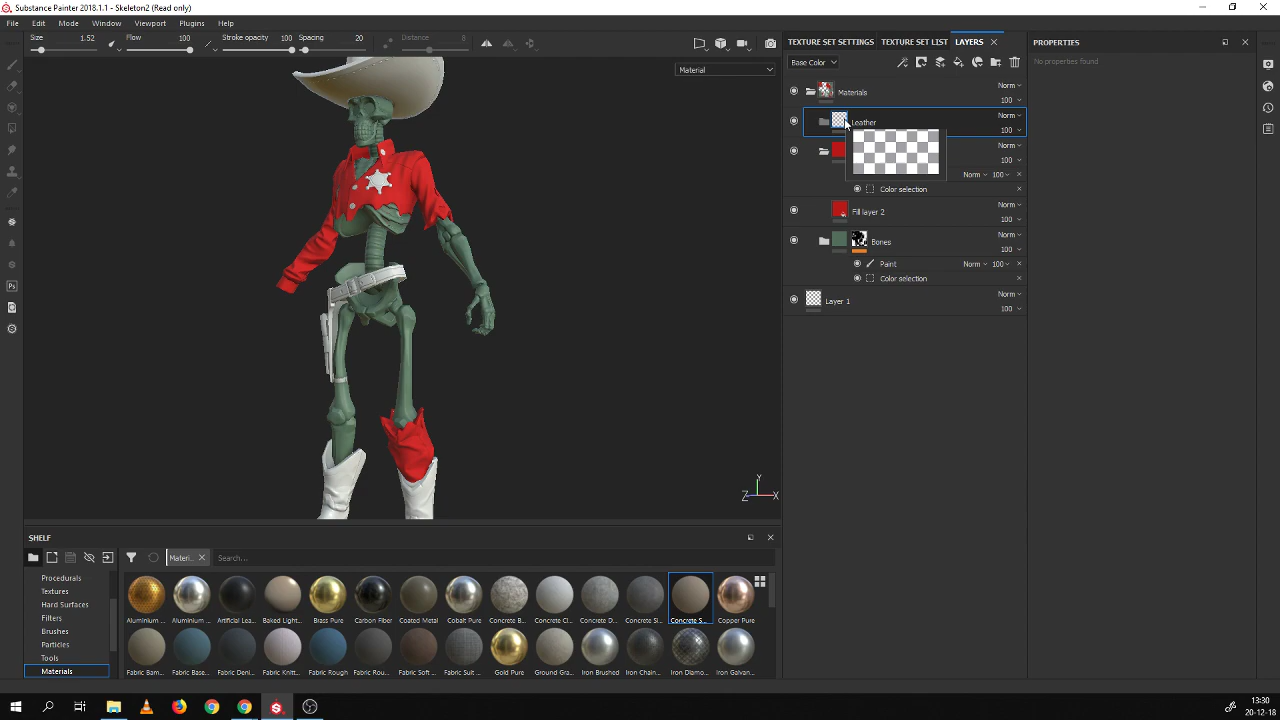 Substance Painter 2018.1.1 - Skeleton2 (Read only)
File Edit Mode Window Viewport Plugins Help
Size 1.52 Flow 100 Stroke opacity 100 Spacing 20 Distance 8
Material
TEXTURE SET SETTINGS TEXTURE SET LIST LAYERS
PROPERTIES
Base Color
No properties found
Materials Norm
100
Leather Norm
100
Norm
100
Norm 100
Color selection
Fill layer 2 Norm
100
Bones Norm
100
Paint Norm 100
Color selection
Layer 1 Norm
100
Y
Z X
SHELF
Materi... Search...
Procedurals
Textures
Hard Surfaces
Filters
Brushes
Particles
Tools
Materials
Aluminium ... Aluminium ... Artificial Lea... Baked Light... Brass Pure Carbon Fiber Coated Metal Cobalt Pure Concrete B... Concrete Cl... Concrete D... Concrete Sl... Concrete S... Copper Pure
Fabric Bam... Fabric Base... Fabric Deni... Fabric Knitt... Fabric Rough Fabric Rou... Fabric Soft ... Fabric Suit ... Gold Pure Ground Gra... Iron Brushed Iron Chain... Iron Diamo... Iron Galvan...
Ps
13:30
20-12-18